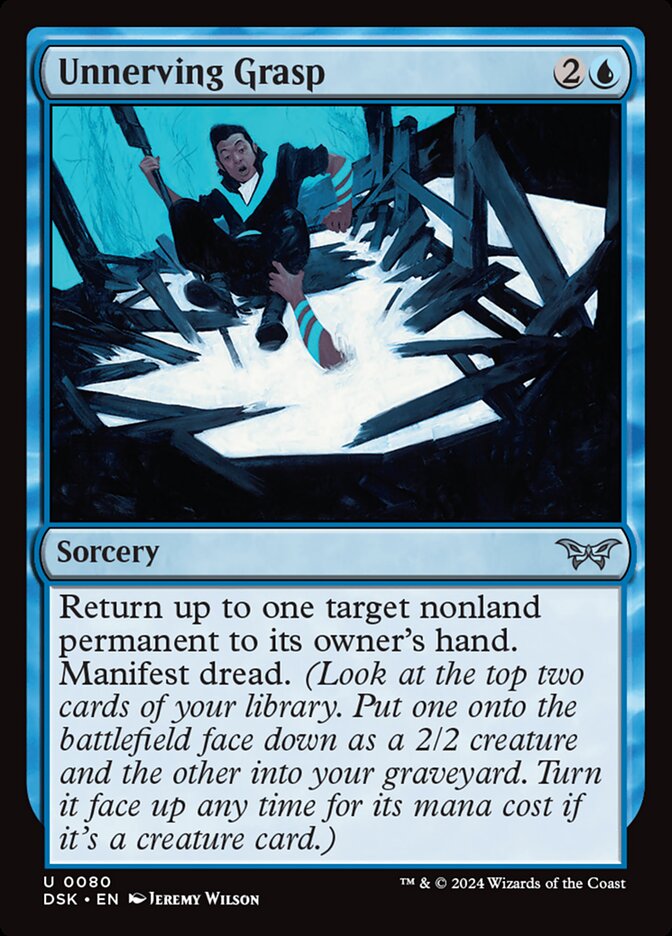 Unnerving Grasp 2
Sorcery
Return up to one target nonland
permanent to its owner's hand.
Manifest dread. (Look at the top two
cards of your library. Put one onto the
battlefield face down as a 2/2 creature
and the other into your graveyard. Turn
it face up any time for its mana cost if
it's a creature card.)
U 0080
DSK • EN Jeremy Wilson
™ & © 2024 Wizards of the Coast